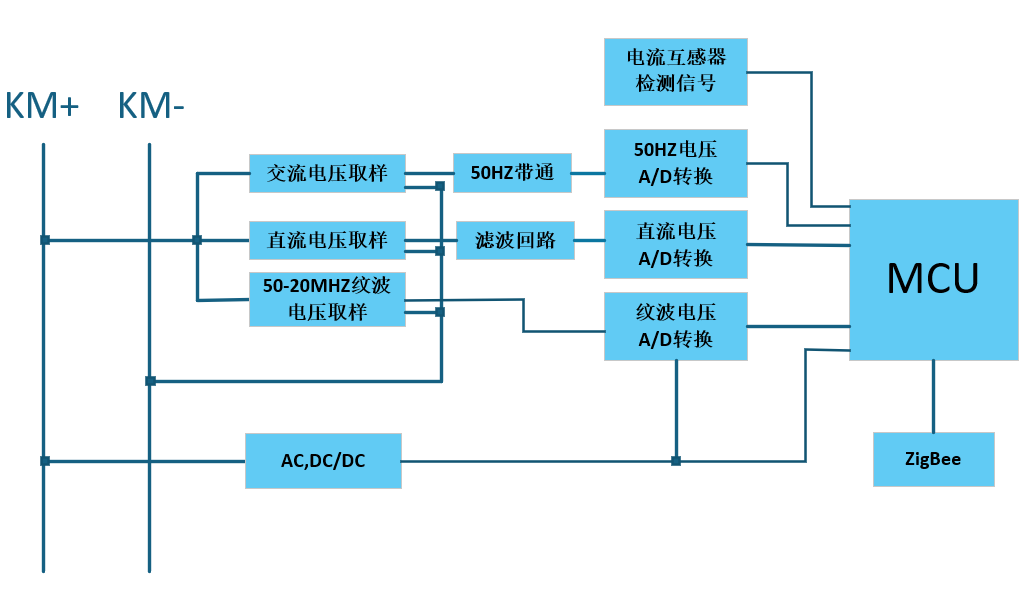 电流互感器
检测信号
KM+ KM-
50HZ电压
A/D转换
交流电压取样
50HZ带通
直流电压
A/D转换
直流电压取样
滤波回路
MCU
50-20MHZ纹波
电压取样
纹波电压
A/D转换
AC,DC/DC
ZigBee